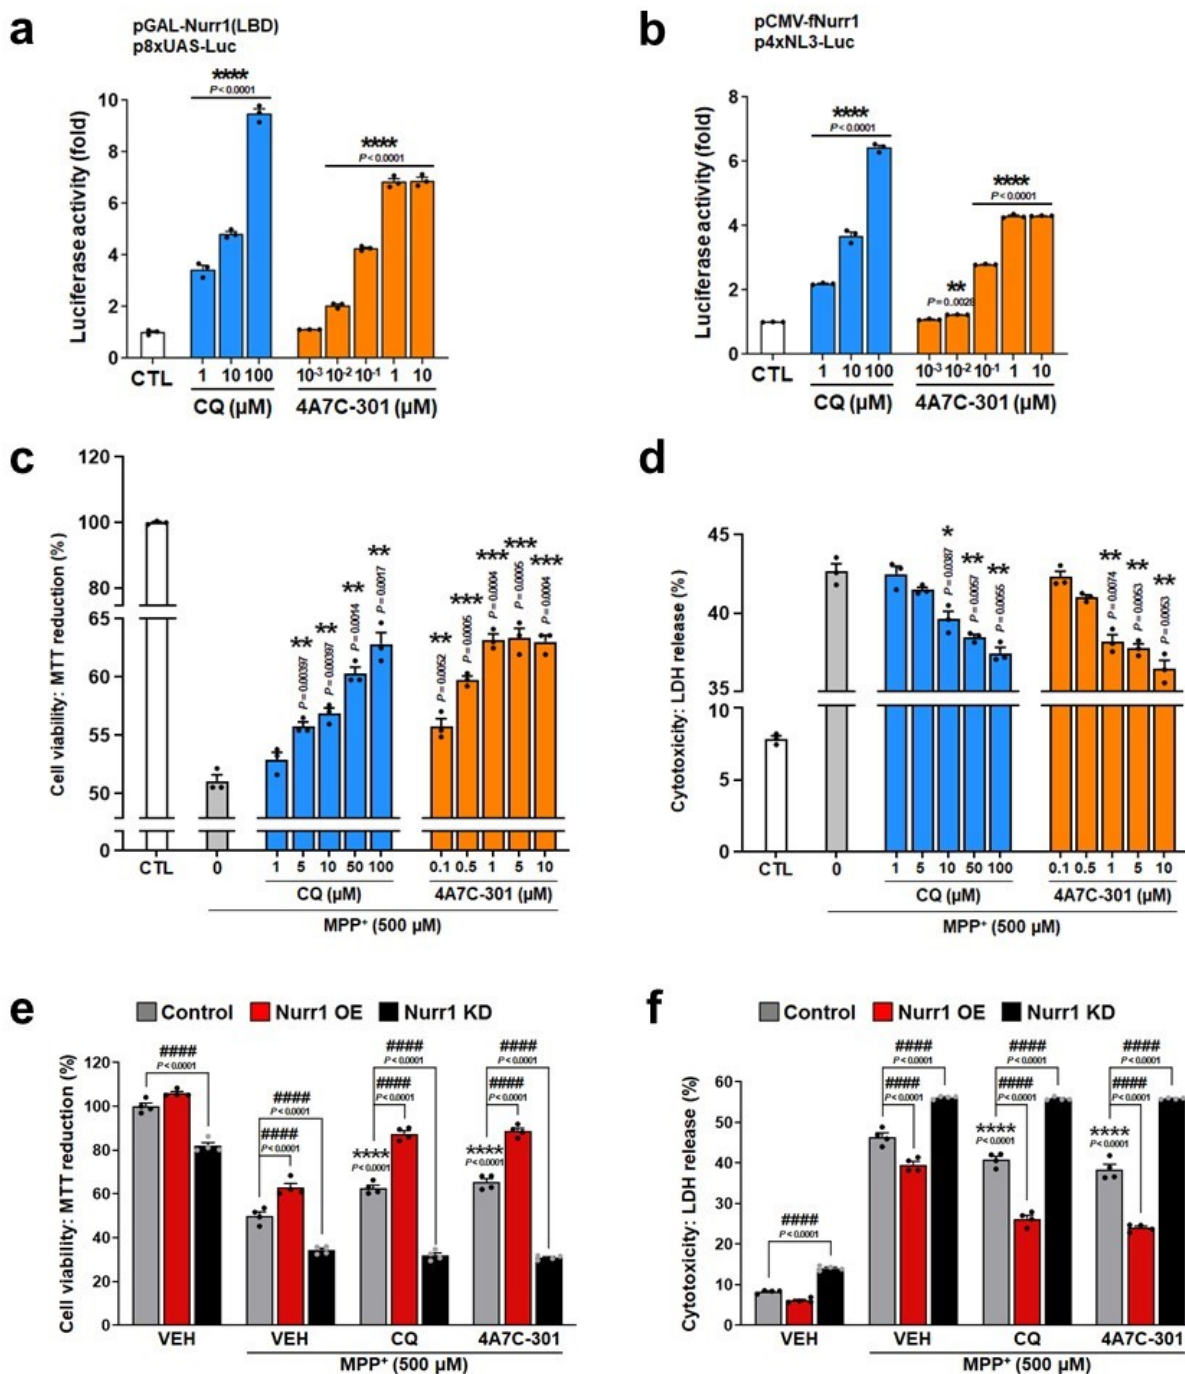 a
pGAL-Nurr1(LBD)
p8xUAS-Luc
Luciferase activity (fold)
10
8
6
4
2
0
****
P < 0.0001
****
P < 0.0001
CTL
1 10 100
CQ (µM)
10-3 10-2 10-1 1 10
4A7C-301 (µM)
b
pCMV-fNurr1
p4xNL3-Luc
Luciferase activity (fold)
8
6
4
2
0
****
P < 0.0001
****
P < 0.0001
**
P = 0.0028
CTL
1 10 100
CQ (µM)
10-3 10-2 10-1 1 10
4A7C-301 (µM)
c
Cell viability: MTT reduction (%)
120
100
80
65
60
55
50
0
** P = 0.00397
** P = 0.00397
** P = 0.0014
** P = 0.0017
** P = 0.0052
*** P = 0.0005
*** P = 0.0004
*** P = 0.0005
*** P = 0.0004
CTL
0
1 5 10 50 100
CQ (µM)
0.1 0.5 1 5 10
4A7C-301 (µM)
MPP+ (500 µM)
d
Cytotoxicity: LDH release (%)
45
40
35
10
5
0
* P = 0.0387
** P = 0.0057
** P = 0.0055
** P = 0.0074
** P = 0.0053
** P = 0.0053
CTL
0
1 5 10 50 100
CQ (µM)
0.1 0.5 1 5 10
4A7C-301 (µM)
MPP+ (500 µM)
e
Control Nurr1 OE Nurr1 KD
Cell viability: MTT reduction (%)
120
100
80
60
40
20
0
####
P < 0.0001
####
P < 0.0001
####
P < 0.0001
####
P < 0.0001
####
P < 0.0001
****
P < 0.0001
####
P < 0.0001
####
P < 0.0001
****
P < 0.0001
VEH VEH CQ 4A7C-301
MPP+ (500 µM)
f
Control Nurr1 OE Nurr1 KD
Cytotoxicity: LDH release (%)
60
50
40
30
20
10
0
####
P < 0.0001
####
P < 0.0001
####
P < 0.0001
####
P < 0.0001
####
P < 0.0001
****
P < 0.0001
####
P < 0.0001
####
P < 0.0001
****
P < 0.0001
VEH VEH CQ 4A7C-301
MPP+ (500 µM)